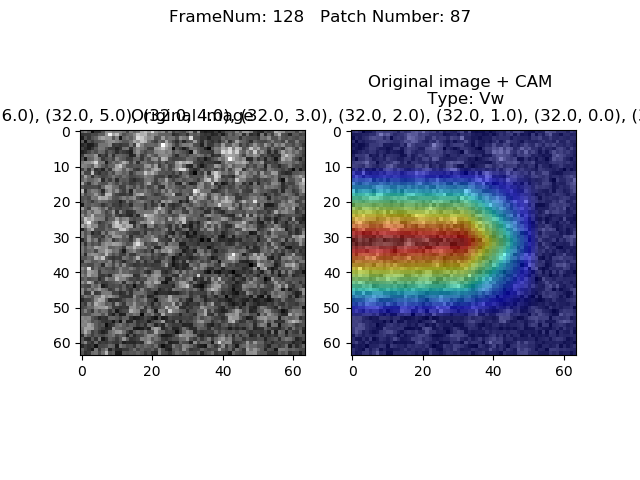 FrameNum: 128 Patch Number: 87
Original image + CAM
Type: Vw
6.0), (32.0, 5.0), (32.0, 4.0), (32.0, 3.0), (32.0, 2.0), (32.0, 1.0), (32.0, 0.0), (3
Original image
0
10
20
30
40
50
60
0 20 40 60
0
10
20
30
40
50
60
0 20 40 60